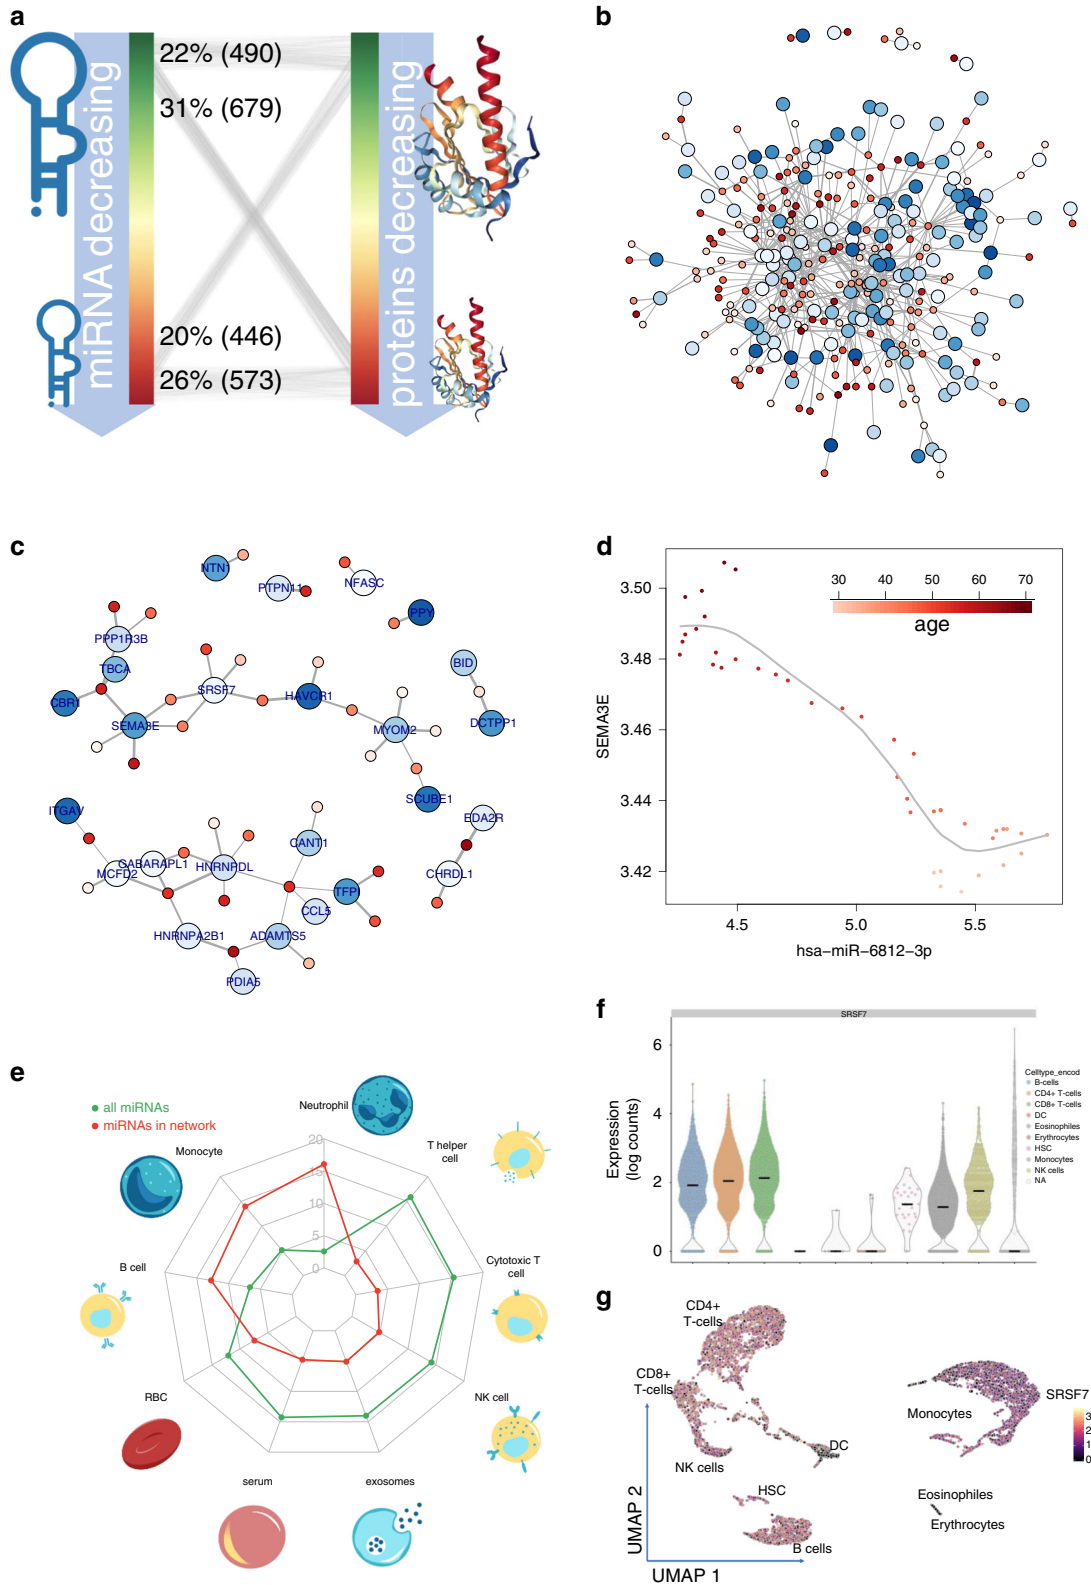 a
miRNA decreasing
22% (490)
31% (679)
20% (446)
26% (573)
proteins decreasing
b
c
NTN1
PTPN11
NFASC
PPY
PPP1R3B
TBCA
BID
CBR1
SRSF7
HAVCR1
SEMA3E
MYOM2
DCTPP1
SCUBE1
ITGAV
EDA2R
CANT1
GABARAPL1
MCFD2
HNRNPDL
CHRDL1
TFPI
CCL5
HNRNPA2B1
ADAMTS5
PDIA5
d
3.50
3.48
3.46
3.44
3.42
SEMA3E
30 40 50 60 70
age
4.5 5.0 5.5
hsa–miR–6812–3p
e
all miRNAs
miRNAs in network
Neutrophil
T helper
cell
Monocyte
20
15
10
5
0
Cytotoxic T
cell
B cell
NK cell
RBC
serum
exosomes
f
SRSF7
6
4
2
0
Expression
(log counts)
Celltype_encod
B-cells
CD4+ T-cells
CD8+ T-cells
DC
Eosinophiles
Erythrocytes
HSC
Monocytes
NK cells
NA
g
CD4+
T-cells
CD8+
T-cells
NK cells
DC
HSC
B cells
Monocytes
Eosinophiles
Erythrocytes
SRSF7
3
2
1
0
UMAP 2
UMAP 1